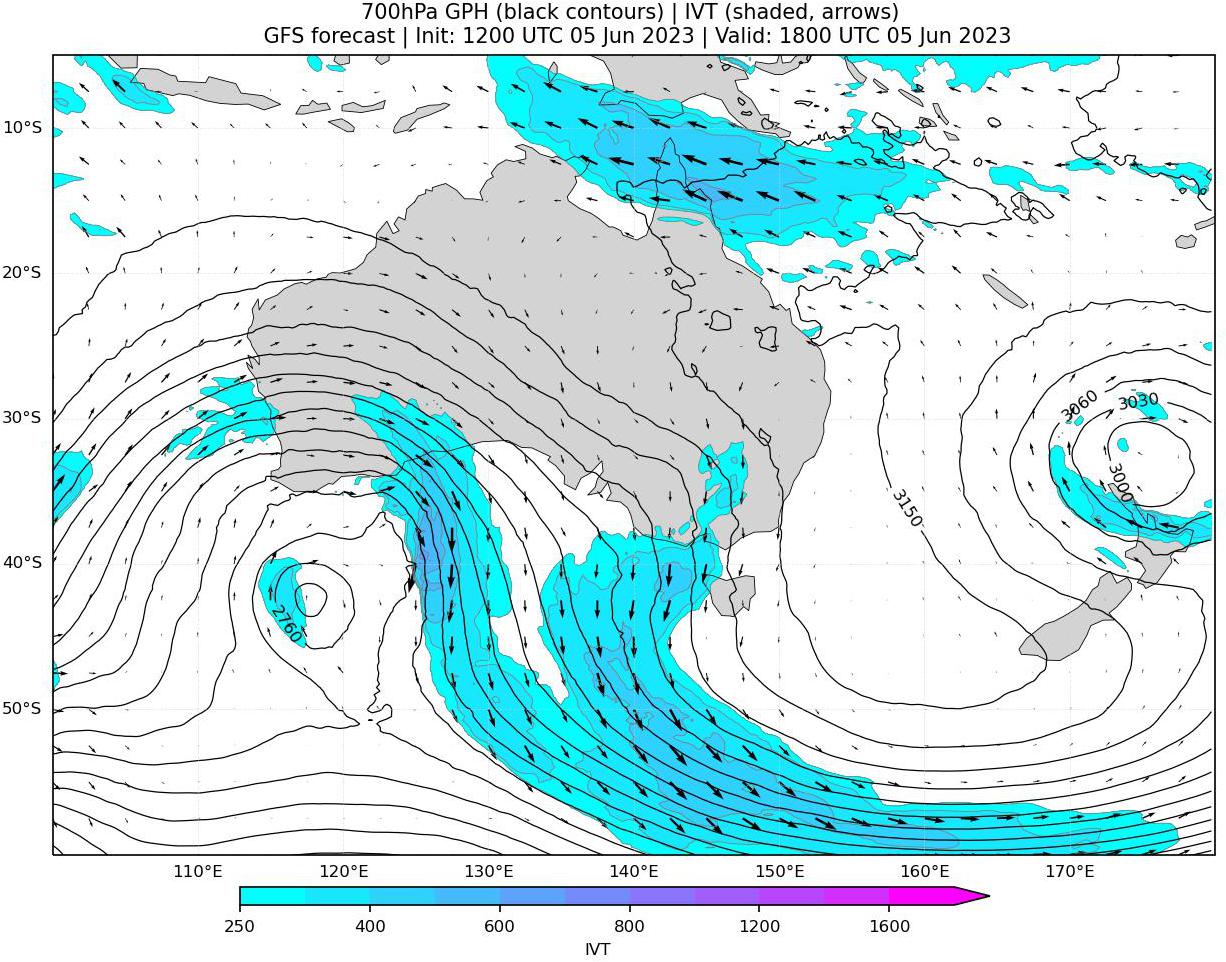 700hPa GPH (black contours) | IVT (shaded, arrows)
GFS forecast | Init: 1200 UTC 05 Jun 2023 | Valid: 1800 UTC 05 Jun 2023
10°S
20°S
30°S
40°S
50°S
3060
3030
3000
3150
2760
110°E
120°E
130°E
140°E
150°E
160°E
170°E
250
400
600
800
1200
1600
IVT